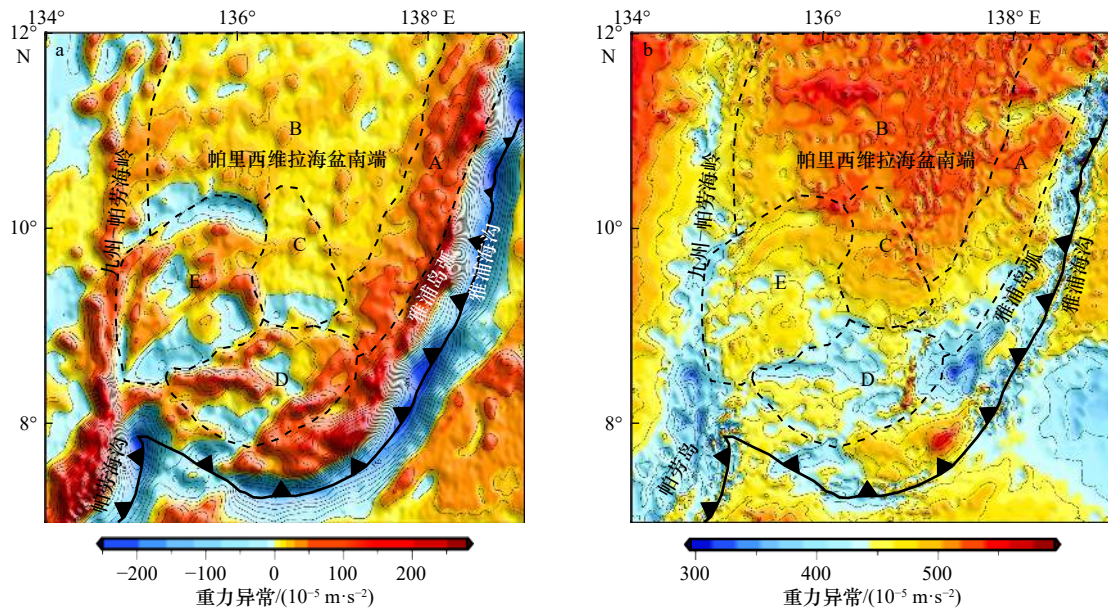 134°
136°
138° E
12°
N
a
B
帕里西维拉海盆南端
A
九州—帕劳海岭
10°
C
E
雅浦岛弧
雅浦海沟
D
8°
帕劳海沟
−200
−100
0
100
200
重力异常/(10⁻⁵ m·s⁻²)
134°
136°
138° E
12°
N
b
B
帕里西维拉海盆南端
A
九州—帕劳海岭
10°
C
E
雅浦岛弧
雅浦海沟
D
8°
帕劳岛
300
400
500
重力异常/(10⁻⁵ m·s⁻²)